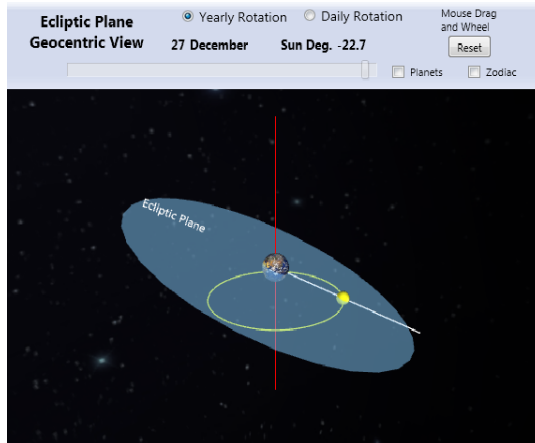 Ecliptic Plane
Geocentric View
Yearly Rotation
Daily Rotation
27 December
Sun Deg. -22.7
Mouse Drag
and Wheel
Reset
Planets
Zodiac
Ecliptic Plane